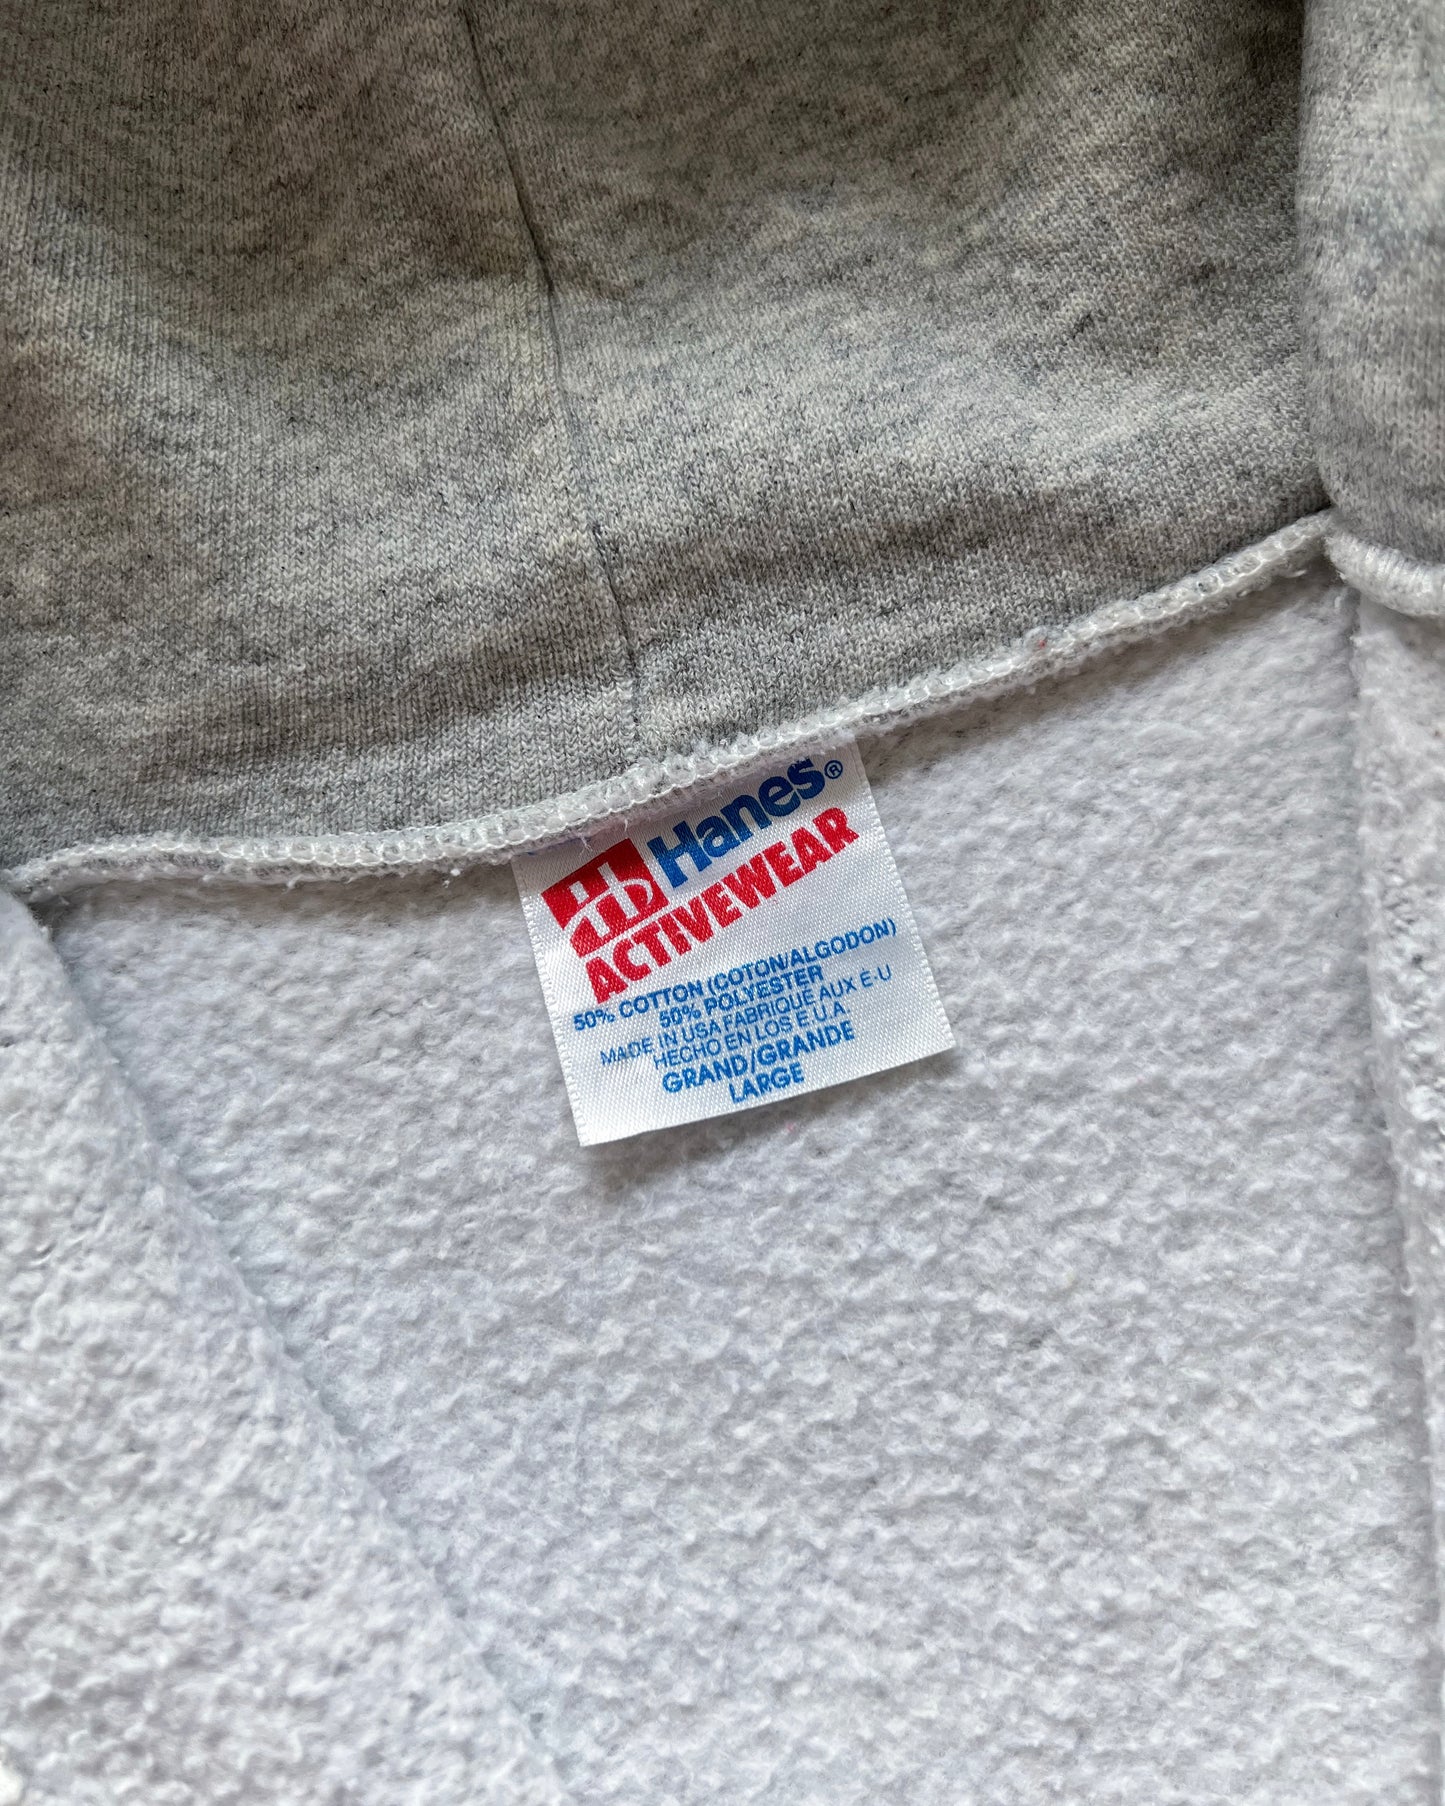 Hanes®
ACTIVEWEAR
50% COTTON (COTON/ALGODON)
50% POLYESTER
MADE IN USA FABRIQUE AUX E-U
HECHO EN LOS E.U.A.
GRAND/GRANDE
LARGE